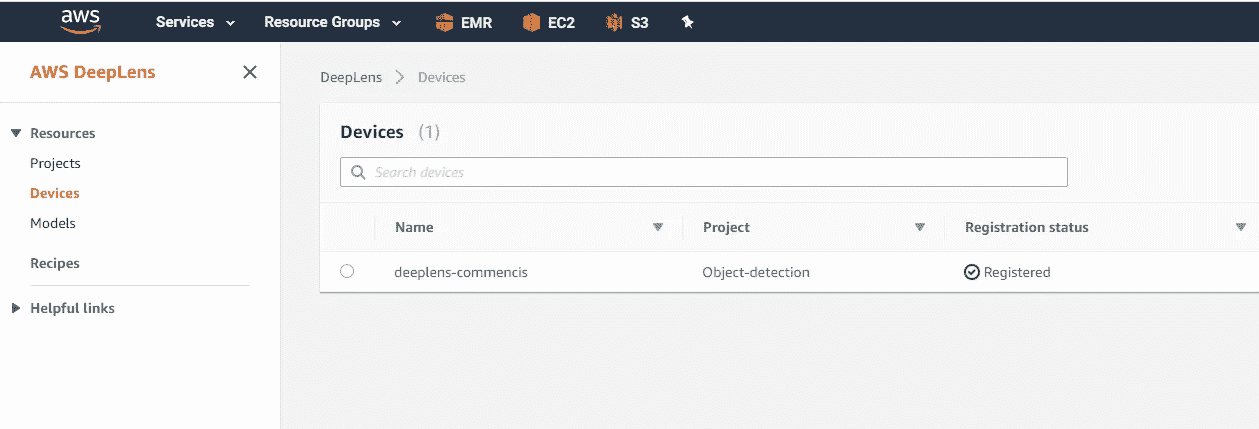 aws Services Resource Groups EMR EC2 S3
AWS DeepLens
DeepLens Devices
Resources
Projects
Devices
Models
Recipes
Helpful links
Devices (1)
Search devices
Name Project Registration status
deeplens-commencis Object-detection Registered